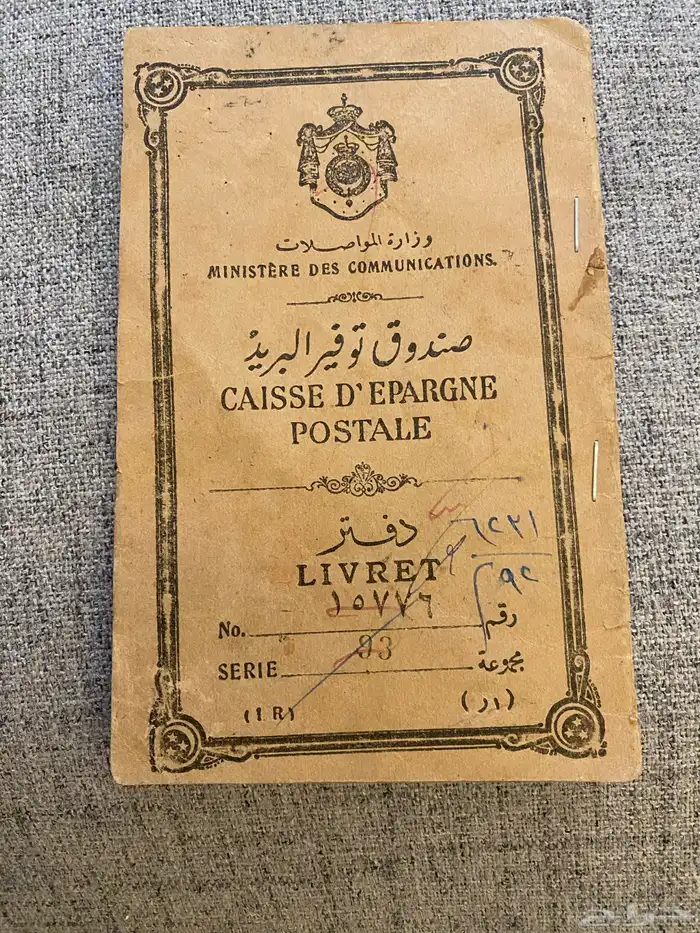 وزارة المواصلات
MINISTÈRE DES COMMUNICATIONS.
صندوق توفير البريد
CAISSE D'EPARGNE
POSTALE
دفتر
LIVRET
No. ١٥٧٧٦ رقم
SERIE 93 مجموعة
(1 R) (١ر)